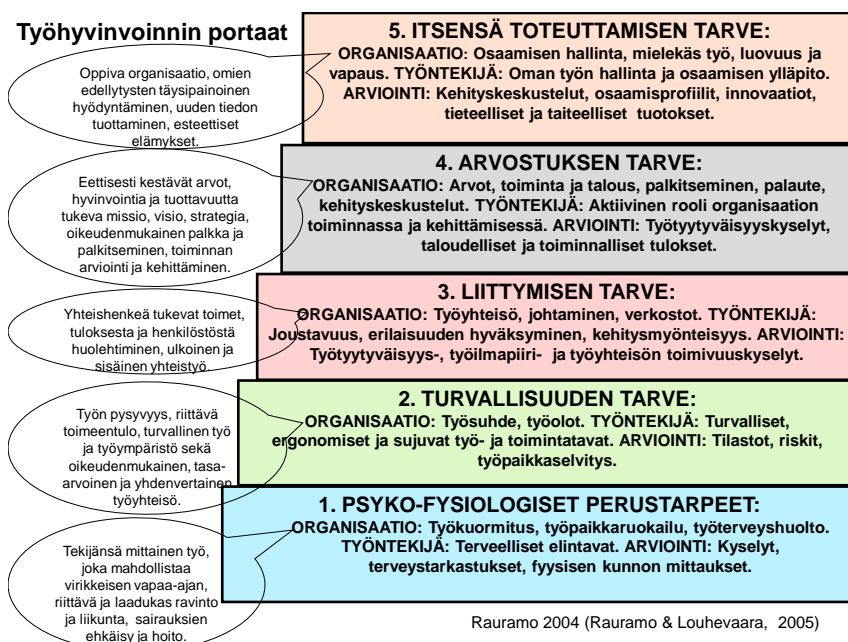 Työhyvinvoinnin portaat
5. ITSENSÄ TOTEUTTAMISEN TARVE:
ORGANISAATIO: Osaamisen hallinta, mielekäs työ, luovuus ja
vapaus. TYÖNTEKIJÄ: Oman työn hallinta ja osaamisen ylläpito.
ARVIOINTI: Kehityskeskustelut, osaamisprofiilit, innovaatiot,
tieteelliset ja taiteelliset tuotokset.
Oppiva organisaatio, omien
edellytysten täysipainoinen
hyödyntäminen, uuden tiedon
tuottaminen, esteettiset
elämykset.
4. ARVOSTUKSEN TARVE:
ORGANISAATIO: Arvot, toiminta ja talous, palkitseminen, palaute,
kehityskeskustelut. TYÖNTEKIJÄ: Aktiivinen rooli organisaation
toiminnassa ja kehittämisessä. ARVIOINTI: Työtyytyväisyyskyselyt,
taloudelliset ja toiminnalliset tulokset.
Eettisesti kestävät arvot,
hyvinvointia ja tuottavuutta
tukeva missio, visio, strategia,
oikeudenmukainen palkka ja
palkitseminen, toiminnan
arviointi ja kehittäminen.
3. LIITTYMISEN TARVE:
ORGANISAATIO: Työyhteisö, johtaminen, verkostot. TYÖNTEKIJÄ:
Joustavuus, erilaisuuden hyväksyminen, kehitysmyönteisyys. ARVIOINTI:
Työtyytyväisyys-, työilmapiiri- ja työyhteisön toimivuuskyselyt.
Yhteishenkeä tukevat toimet,
tuloksesta ja henkilöstöstä
huolehtiminen, ulkoinen ja
sisäinen yhteistyö.
2. TURVALLISUUDEN TARVE:
ORGANISAATIO: Työsuhde, työolot. TYÖNTEKIJÄ: Turvalliset,
ergonomiset ja sujuvat työ- ja toimintatavat. ARVIOINTI: Tilastot, riskit,
työpaikkaselvitys.
Työn pysyvyys, riittävä
toimeentulo, turvallinen työ
ja työympäristö sekä
oikeudenmukainen, tasa-
arvoinen ja yhdenvertainen
työyhteisö.
1. PSYKO-FYSIOLOGISET PERUSTARPEET:
ORGANISAATIO: Työkuormitus, työpaikkaruokailu, työterveyshuolto.
TYÖNTEKIJÄ: Terveelliset elintavat. ARVIOINTI: Kyselyt,
terveystarkastukset, fyysisen kunnon mittaukset.
Tekijänsä mittainen työ,
joka mahdollistaa
virikkeisen vapaa-ajan,
riittävä ja laadukas ravinto
ja liikunta, sairauksien
ehkäisy ja hoito.
Rauramo 2004 (Rauramo & Louhevaara, 2005)